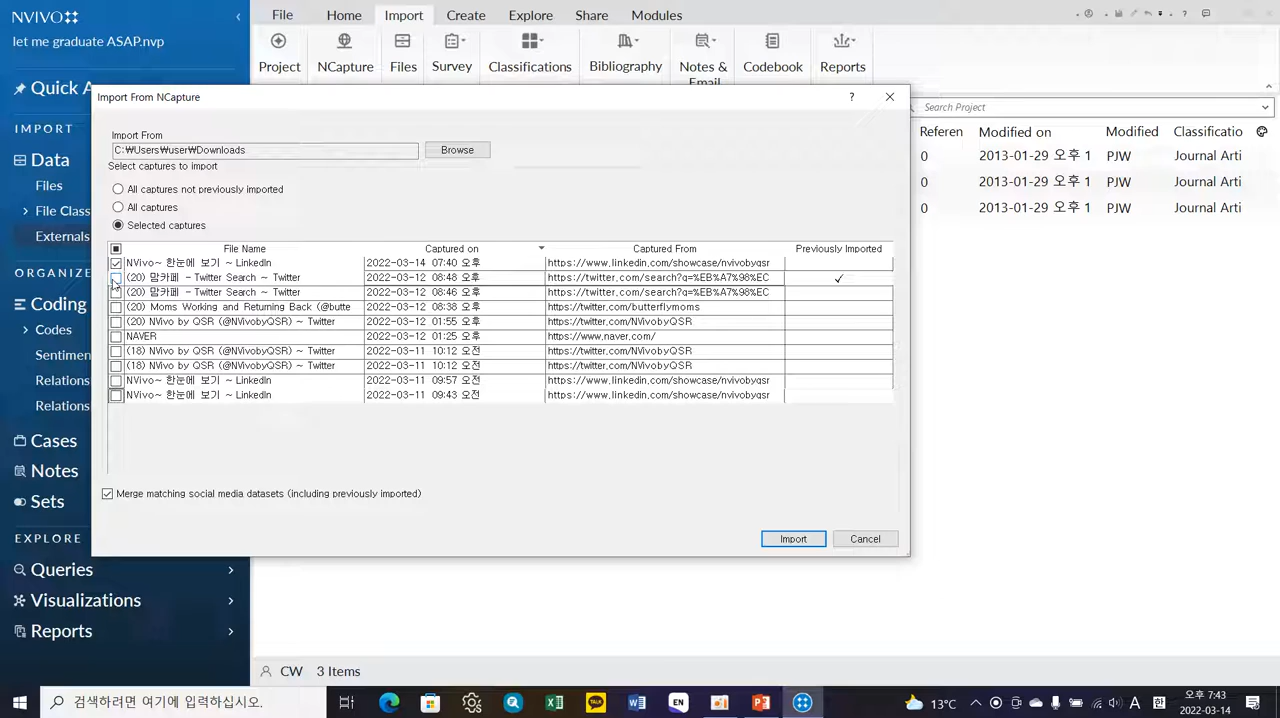 NVIVO
let me graduate ASAP.nvp
File Home Import Create Explore Share Modules
Project NCapture Files Survey Classifications Bibliography Notes & Email Codebook Reports
Quick A
IMPORT
Data
Files
File Class
Externals
ORGANIZ
Coding
Codes
Sentimen
Relations
Relations
Cases
Notes
Sets
EXPLORE
Queries
Visualizations
Reports
Import From NCapture
?
Import From
C:₩Users₩user₩Downloads Browse
Select captures to import
All captures not previously imported
All captures
Selected captures
File Name Captured on Captured From Previously Imported
NVivo~ 한눈에 보기 ~ LinkedIn 2022-03-14 07:40 오후 https://www.linkedin.com/showcase/nvivobyqsr
(20) 맘카페 - Twitter Search ~ Twitter 2022-03-12 08:48 오후 https://twitter.com/search?q=%EB%A7%98%EC
(20) 맘카페 - Twitter Search ~ Twitter 2022-03-12 08:46 오후 https://twitter.com/search?q=%EB%A7%98%EC
(20) Moms Working and Returning Back (@butte 2022-03-12 08:38 오후 https://twitter.com/butterflymoms
(20) NVivo by QSR (@NVivobyQSR) ~ Twitter 2022-03-12 01:55 오후 https://twitter.com/NVivobyQSR
NAVER 2022-03-12 01:25 오후 https://www.naver.com/
(18) NVivo by QSR (@NVivobyQSR) ~ Twitter 2022-03-11 10:12 오전 https://twitter.com/NVivobyQSR
(18) NVivo by QSR (@NVivobyQSR) ~ Twitter 2022-03-11 10:12 오전 https://twitter.com/NVivobyQSR
NVivo~ 한눈에 보기 ~ LinkedIn 2022-03-11 09:57 오전 https://www.linkedin.com/showcase/nvivobyqsr
NVivo~ 한눈에 보기 ~ LinkedIn 2022-03-11 09:43 오전 https://www.linkedin.com/showcase/nvivobyqsr
Merge matching social media datasets (including previously imported)
Import Cancel
Search Project
Referen Modified on Modified Classificatio
0 2013-01-29 오후 1 PJW Journal Arti
0 2013-01-29 오후 1 PJW Journal Arti
0 2013-01-29 오후 1 PJW Journal Arti
CW 3 Items
검색하려면 여기에 입력하십시오.
TALK
EN
13°C
A
한
오후 7:43
2022-03-14